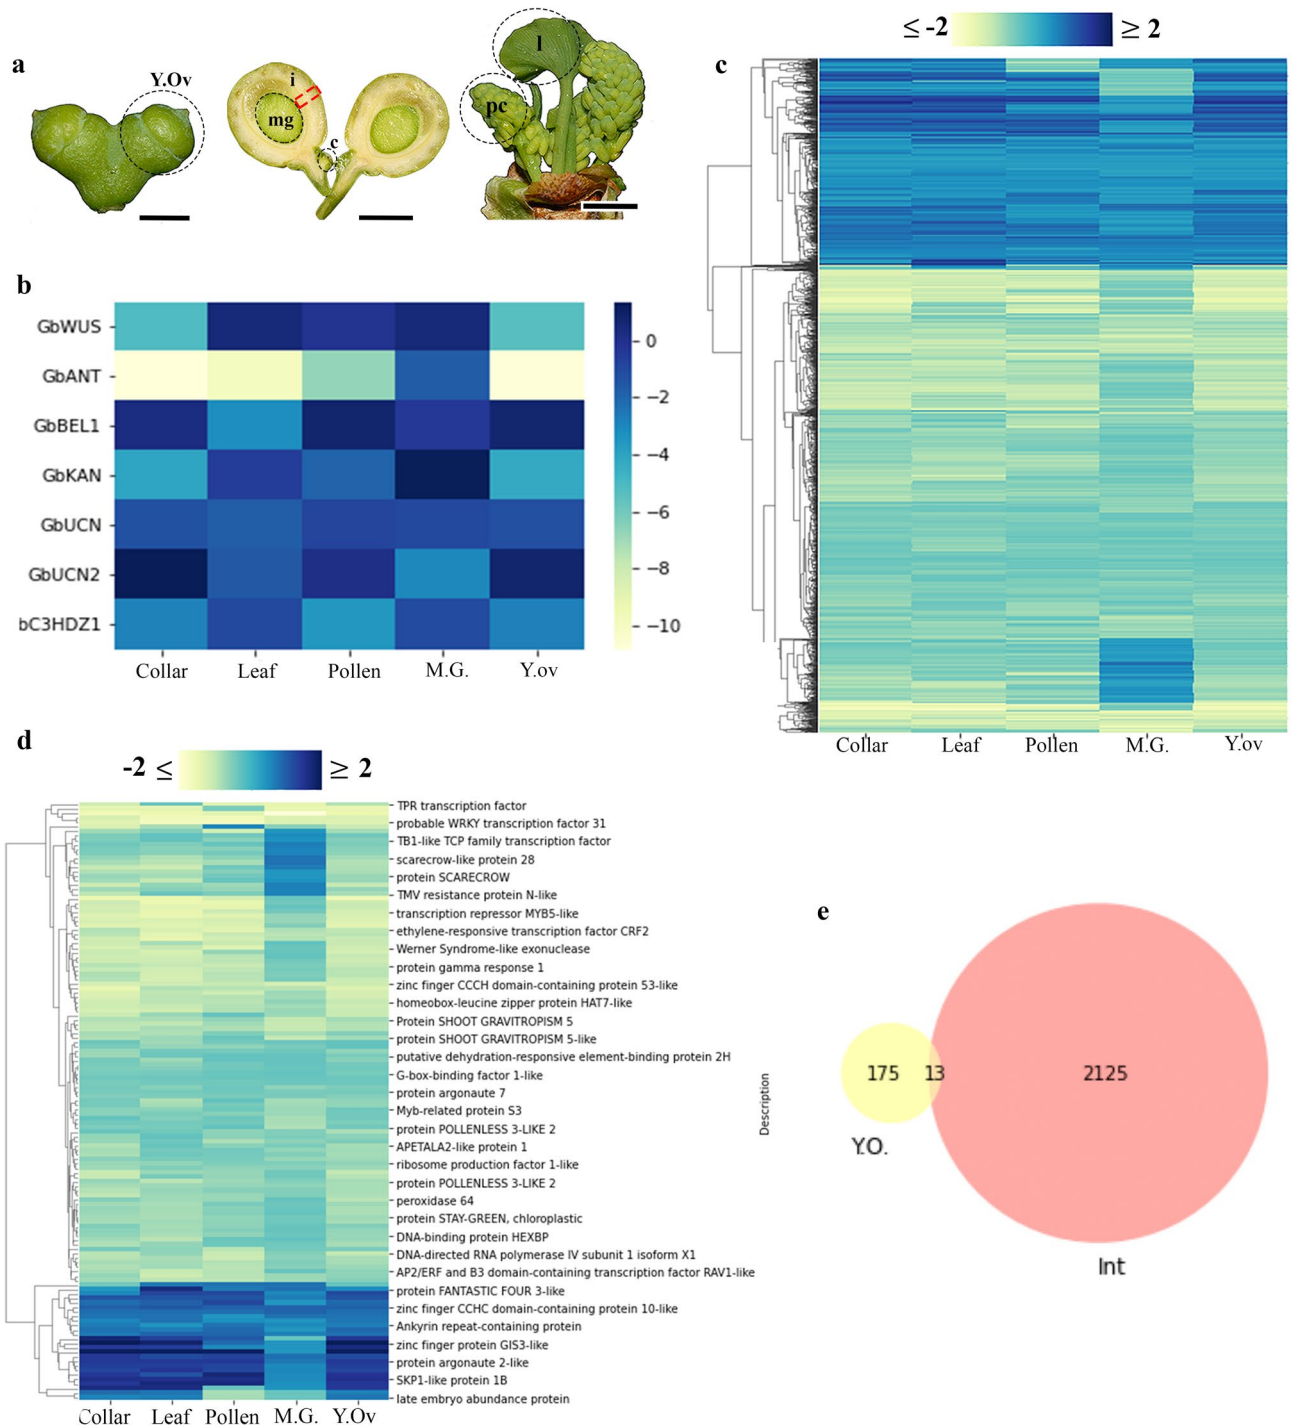 a
Y.Ov
i
mg
c
l
pc
b
GbWUS
GbANT
GbBEL1
GbKAN
GbUCN
GbUCN2
bC3HDZ1
Collar Leaf Pollen M.G. Y.ov
0
−2
−4
−6
−8
−10
c
≤ -2 ≥ 2
Collar Leaf Pollen M.G. Y.ov
d
-2 ≤ ≥ 2
TPR transcription factor
probable WRKY transcription factor 31
TB1-like TCP family transcription factor
scarecrow-like protein 28
protein SCARECROW
TMV resistance protein N-like
transcription repressor MYB5-like
ethylene-responsive transcription factor CRF2
Werner Syndrome-like exonuclease
protein gamma response 1
zinc finger CCCH domain-containing protein 53-like
homeobox-leucine zipper protein HAT7-like
Protein SHOOT GRAVITROPISM 5
protein SHOOT GRAVITROPISM 5-like
putative dehydration-responsive element-binding protein 2H
G-box-binding factor 1-like
protein argonaute 7
Myb-related protein S3
protein POLLENLESS 3-LIKE 2
APETALA2-like protein 1
ribosome production factor 1-like
protein POLLENLESS 3-LIKE 2
peroxidase 64
protein STAY-GREEN, chloroplastic
DNA-binding protein HEXBP
DNA-directed RNA polymerase IV subunit 1 isoform X1
AP2/ERF and B3 domain-containing transcription factor RAV1-like
protein FANTASTIC FOUR 3-like
zinc finger CCHC domain-containing protein 10-like
Ankyrin repeat-containing protein
zinc finger protein GIS3-like
protein argonaute 2-like
SKP1-like protein 1B
late embryo abundance protein
Collar Leaf Pollen M.G. Y.Ov
Description
e
175 13 2125
Y.O.
Int